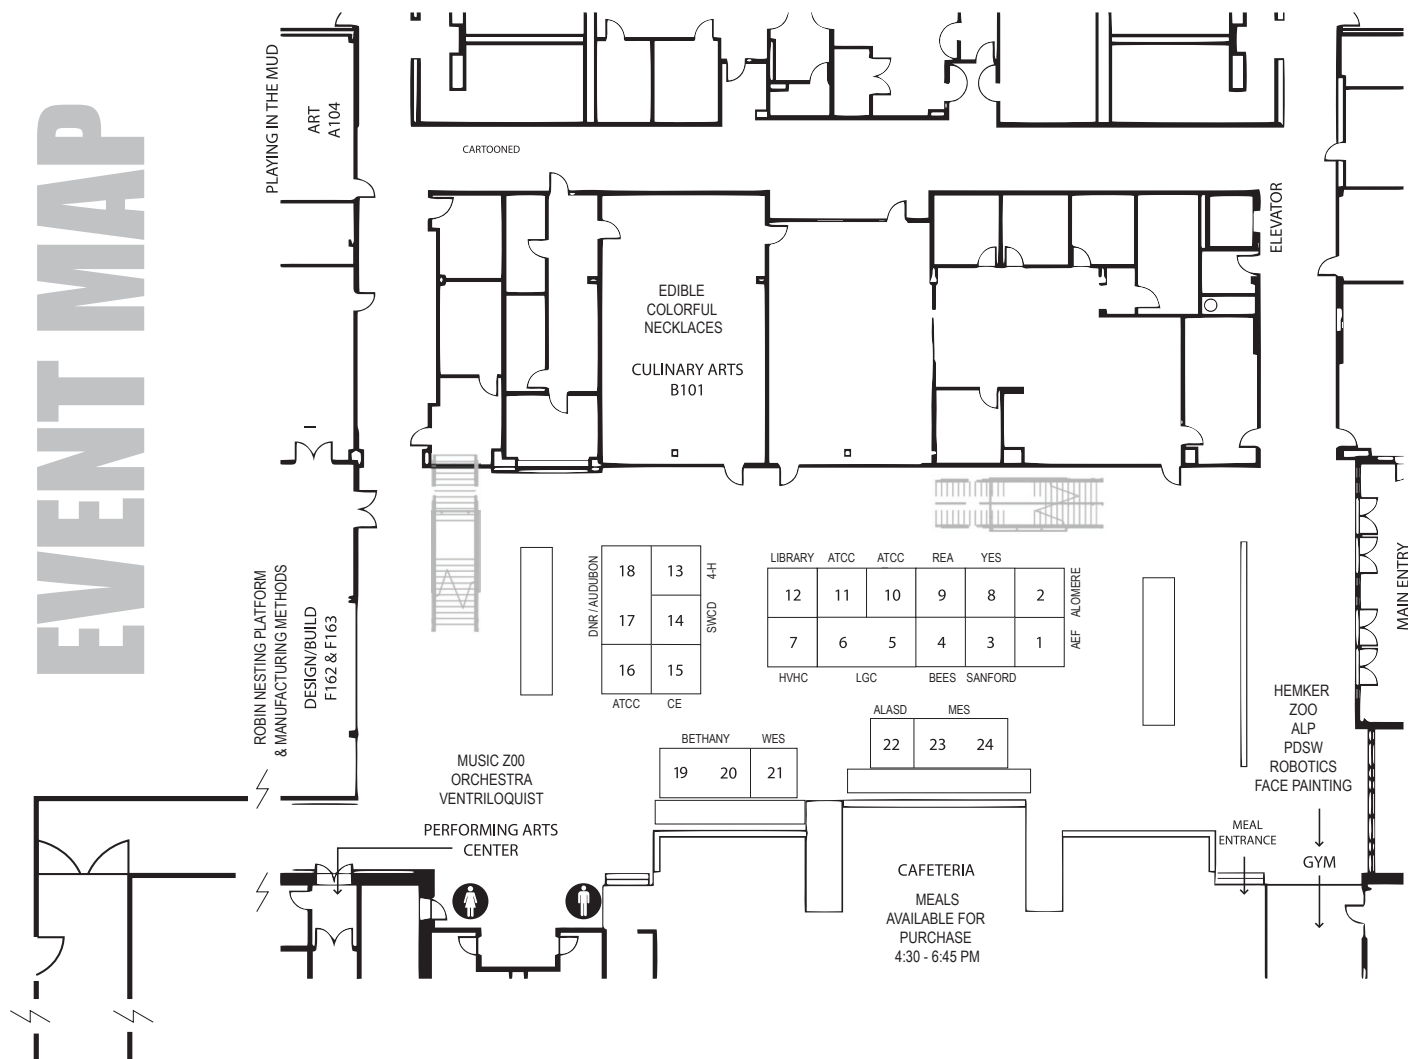 EVENT MAP
PLAYING IN THE MUD
ART
A104
CARTOONED
ELEVATOR
EDIBLE
COLORFUL
NECKLACES
CULINARY ARTS
B101
ROBIN NESTING PLATFORM
& MANUFACTURING METHODS
DESIGN/BUILD
F162 & F163
DNR / AUDUBON
18
13
4-H
17
14
SWCD
16
15
ATCC
CE
LIBRARY
ATCC
ATCC
REA
YES
12
11
10
9
8
2
ALOMERE
7
6
5
4
3
1
AEF
HVHC
LGC
BEES
SANFORD
MAIN ENTRY
ALASD
MES
22
23
24
BETHANY
WES
19
20
21
MUSIC Z00
ORCHESTRA
VENTRILOQUIST
PERFORMING ARTS
CENTER
HEMKER
ZOO
ALP
PDSW
ROBOTICS
FACE PAINTING
MEAL
ENTRANCE
GYM
CAFETERIA
MEALS
AVAILABLE FOR
PURCHASE
4:30 - 6:45 PM